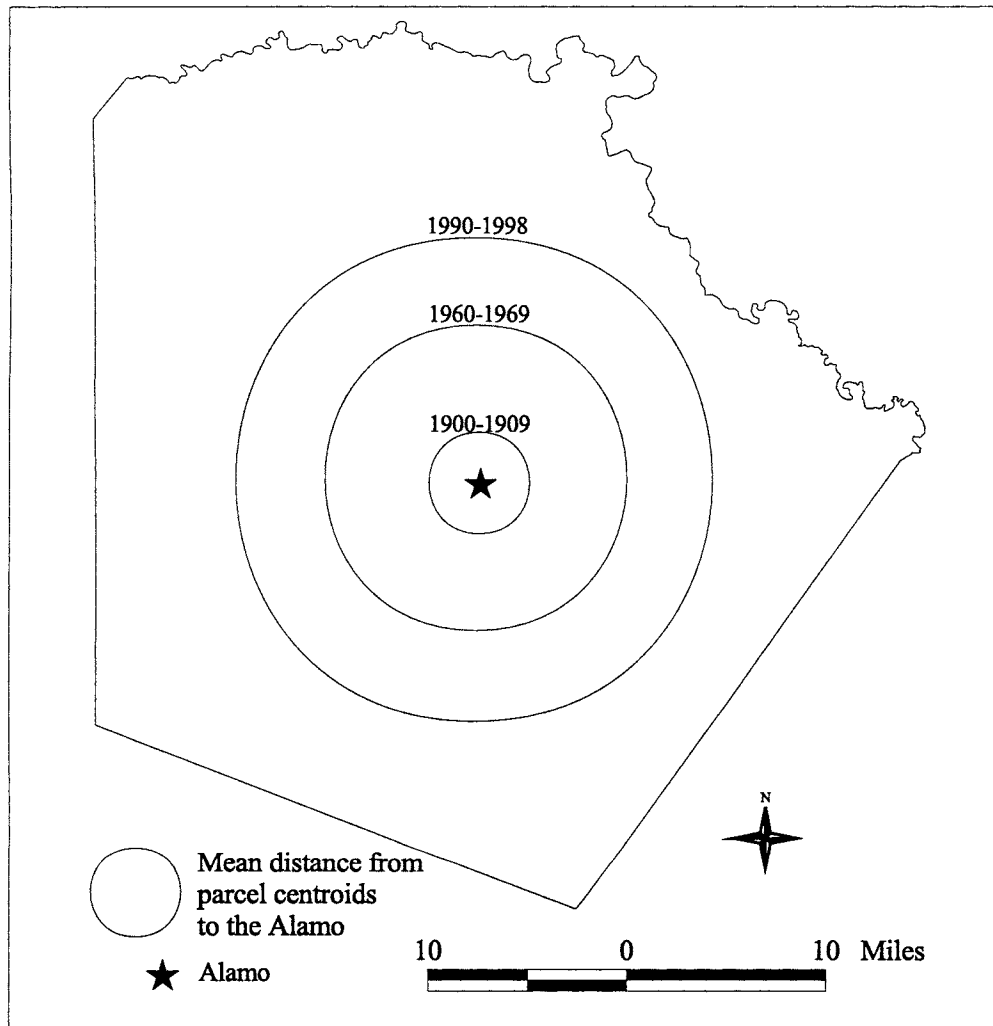 1990-1998
1960-1969
1900-1909
N
Mean distance from
parcel centroids
to the Alamo
Alamo
10 0 10 Miles